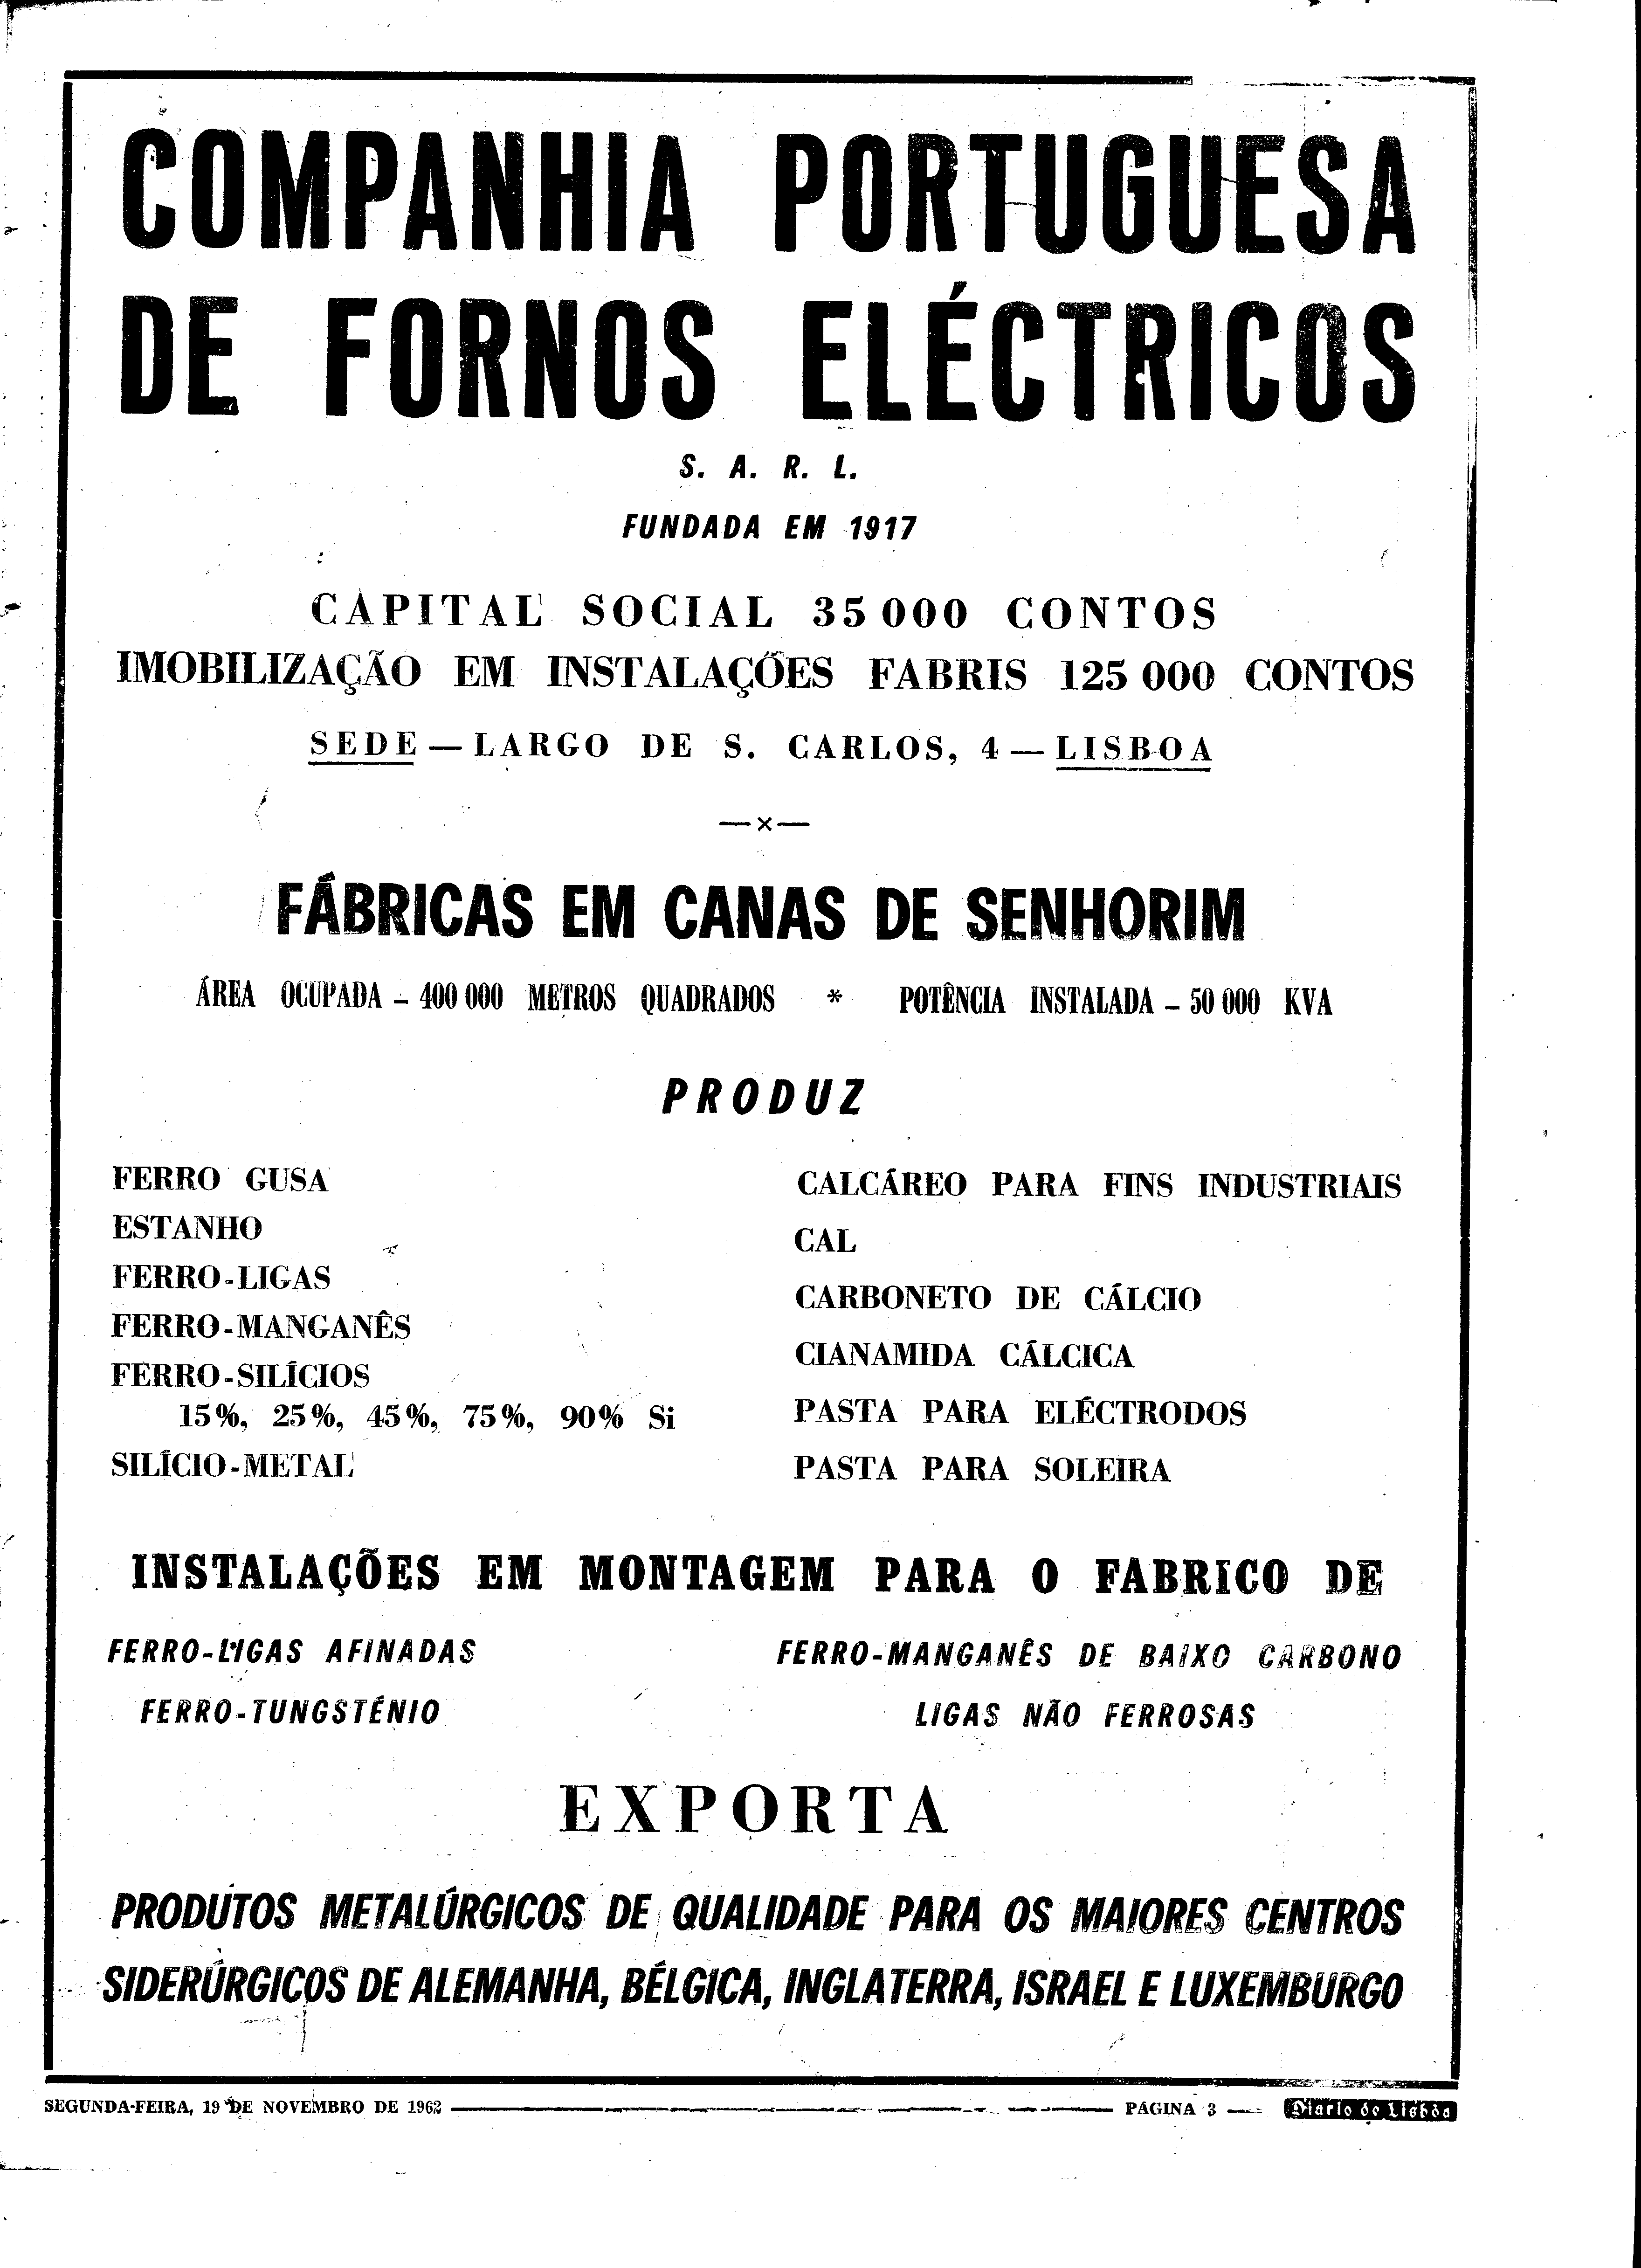 COMPANHIA PORTUGUESA
DE FORNOS ELÉCTRICOS
S. A. R. L.
FUNDADA EM 1917
CAPITAL SOCIAL 35 000 CONTOS
IMOBILIZAÇÃO EM INSTALAÇÕES FABRIS 125 000 CONTOS
SEDE — LARGO DE S. CARLOS, 4 — LISBOA
—×—
FÁBRICAS EM CANAS DE SENHORIM
ÁREA OCUPADA – 400 000 METROS QUADRADOS * POTÊNCIA INSTALADA – 50 000 KVA
PRODUZ
FERRO GUSA
ESTANHO
FERRO-LIGAS
FERRO-MANGANÊS
FERRO-SILÍCIOS
15%, 25%, 45%, 75%, 90% Si
SILÍCIO-METAL
CALCÁREO PARA FINS INDUSTRIAIS
CAL
CARBONETO DE CÁLCIO
CIANAMIDA CÁLCICA
PASTA PARA ELÉCTRODOS
PASTA PARA SOLEIRA
INSTALAÇÕES EM MONTAGEM PARA O FABRICO DE
FERRO-LIGAS AFINADAS
FERRO-TUNGSTÉNIO
FERRO-MANGANÊS DE BAIXO CARBONO
LIGAS NÃO FERROSAS
EXPORTA
PRODUTOS METALÚRGICOS DE QUALIDADE PARA OS MAIORES CENTROS
SIDERÚRGICOS DE ALEMANHA, BÉLGICA, INGLATERRA, ISRAEL E LUXEMBURGO
SEGUNDA-FEIRA, 19 DE NOVEMBRO DE 1962 — PÁGINA 3 — Diario de Lisbôa